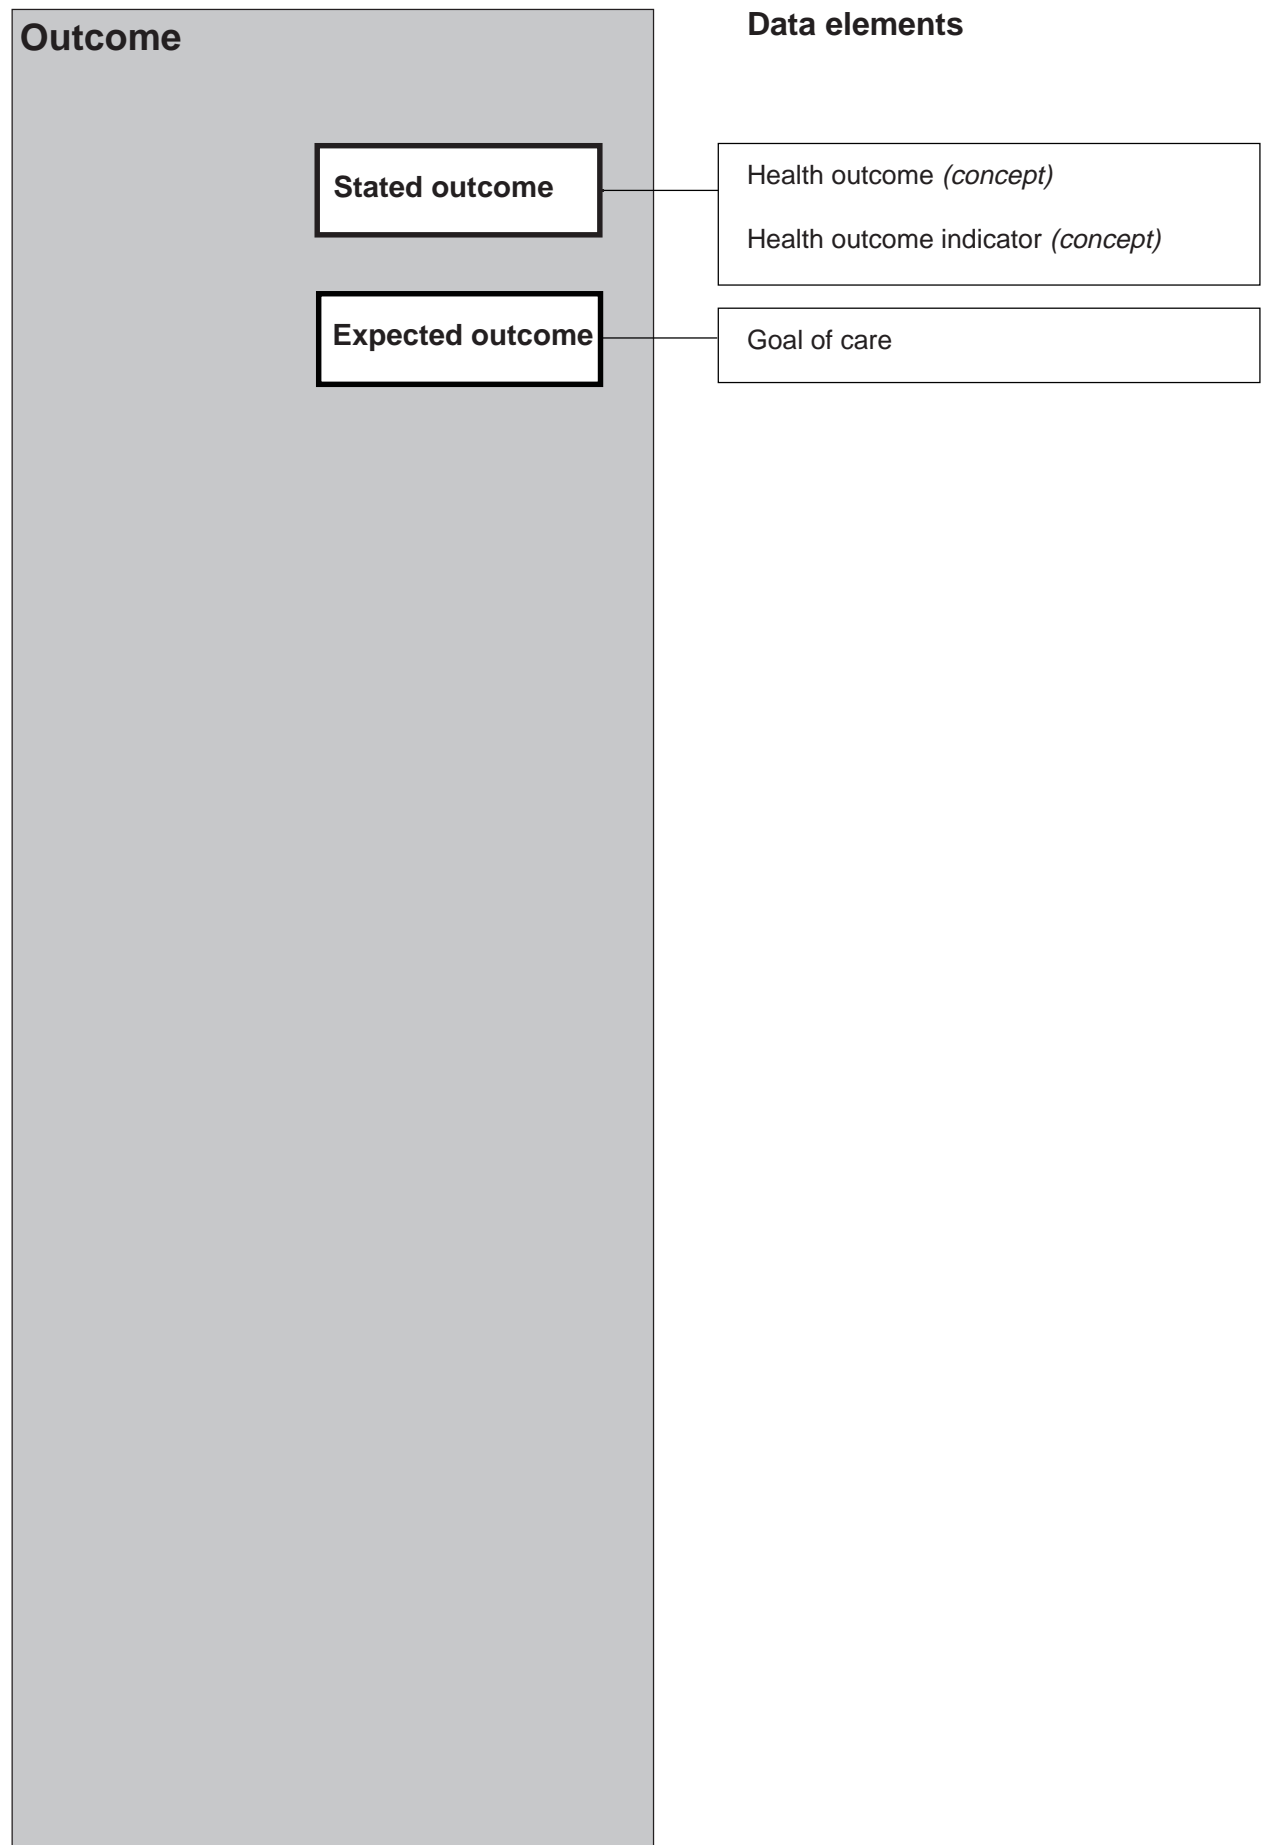 Outcome
Data elements
Stated outcome
Health outcome (concept)
Health outcome indicator (concept)
Expected outcome
Goal of care